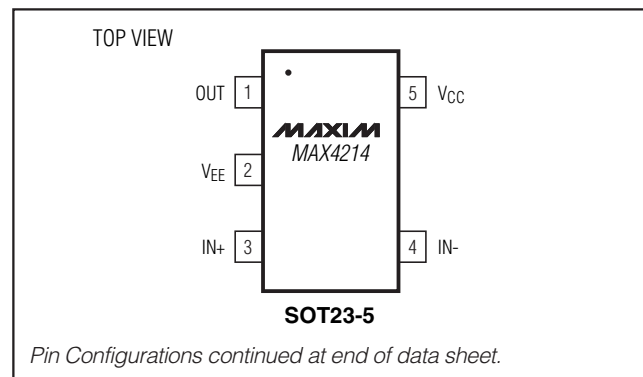 TOP VIEW
OUT 1
5 VCC
MAXIM
MAX4214
VEE 2
IN+ 3
4 IN-
SOT23-5
Pin Configurations continued at end of data sheet.